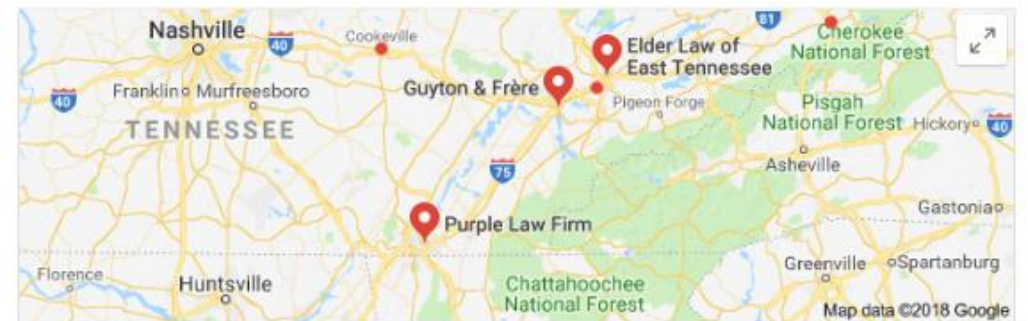 81
Nashville
40
Cookeville
Cherokee
National Forest
Elder Law of
East Tennessee
Guyton & Frère
40
Franklin
Murfreesboro
Pigeon Forge
Pisgah
National Forest
Hickory
40
TENNESSEE
Asheville
75
Gastonia
Purple Law Firm
Florence
Huntsville
Chattahoochee
National Forest
Greenville
Spartanburg
Map data ©2018 Google